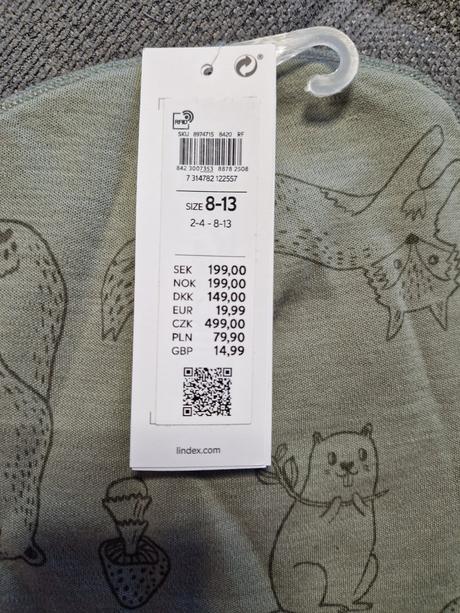 RFID
SKU 8974715 8420 RF
842 3007353 8878 2508
7 314782 122557
SIZE 8-13
2-4 - 8-13
SEK 199,00
NOK 199,00
DKK 149,00
EUR 19,99
CZK 499,00
PLN 79,90
GBP 14,99
lindex.com